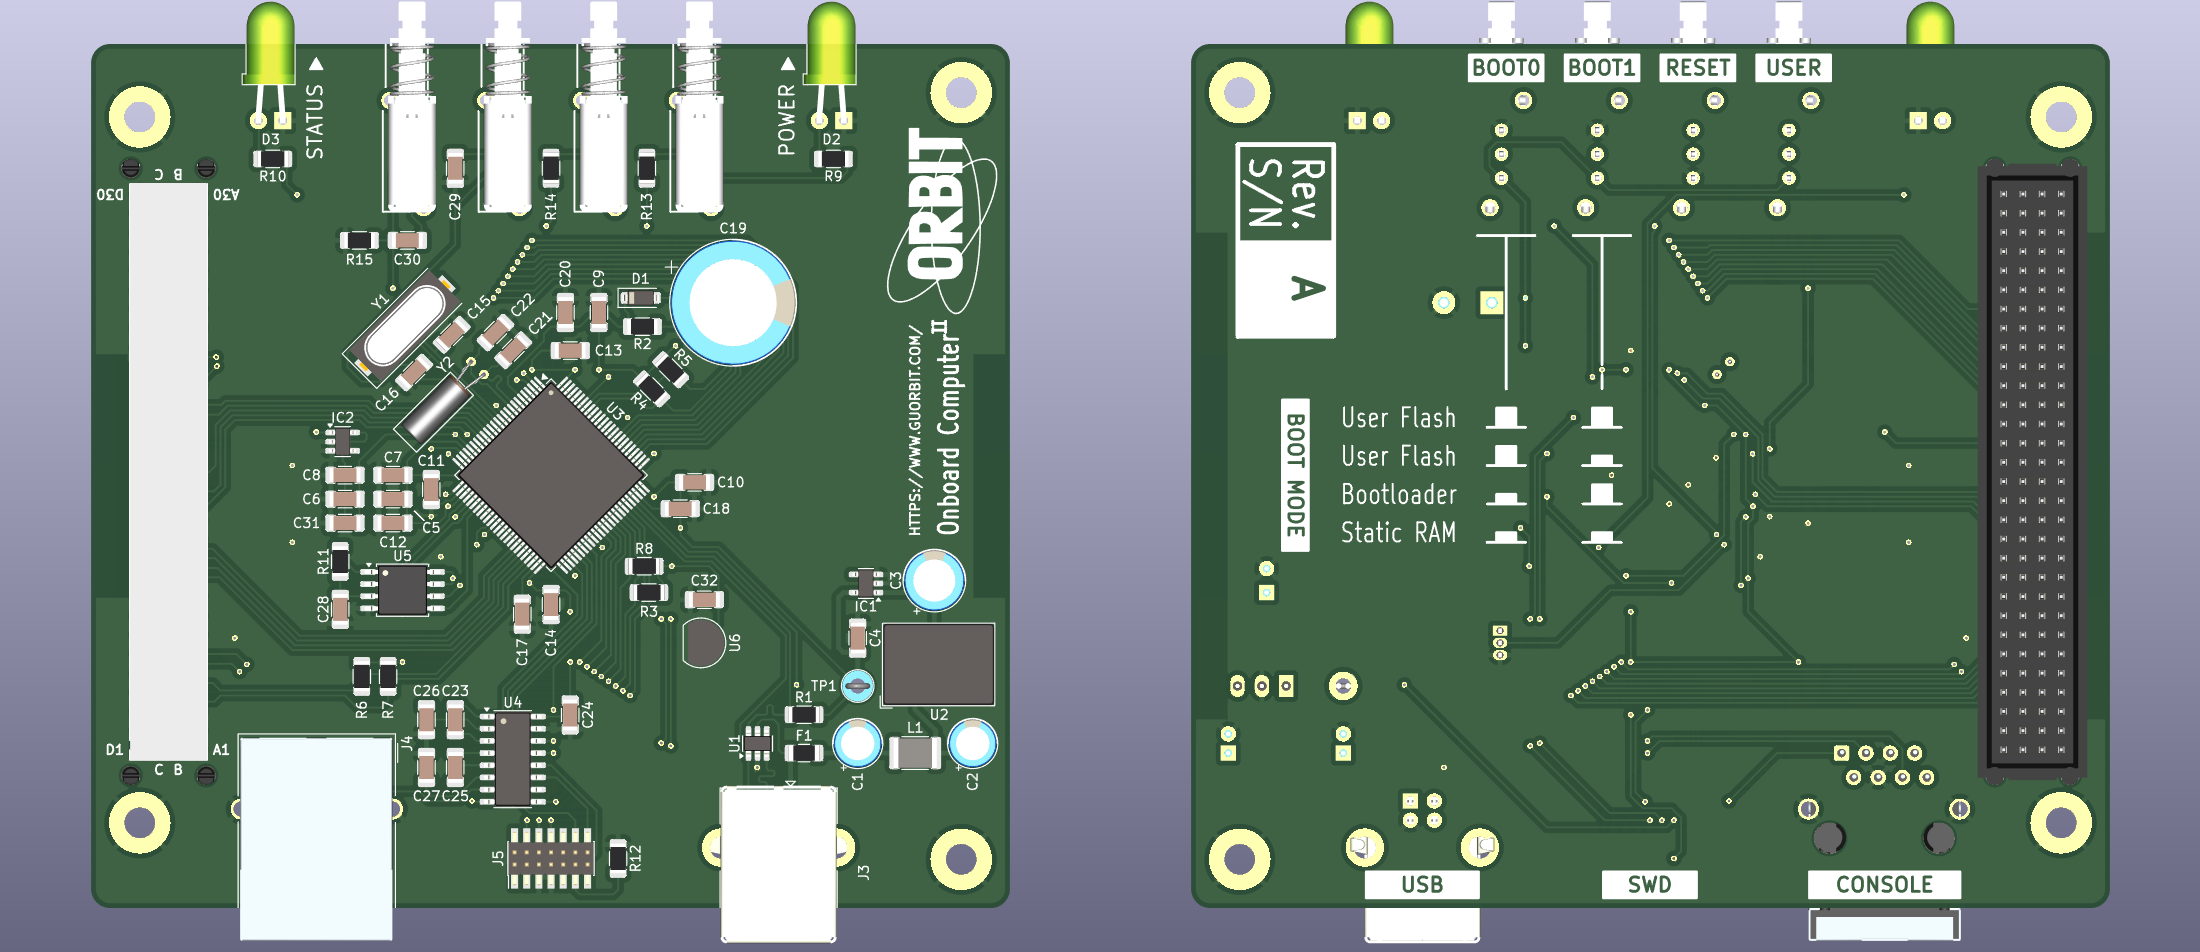 STATUS
POWER
D3
D2
R10
R9
C29
R14
R13
D30
C B
A30
ORBIT
R15
C30
C19
Y1
C15
C22
C21
C20
C9
D1
R2
C13
R5
R4
C16
Y2
U3
HTTPS://WWW.GUORBIT.COM/
Onboard Computer II
IC2
C8
C7
C11
C6
C31
C5
C12
C10
C18
R11
U5
C28
R8
R3
C32
C17
C14
U6
IC1
C3
C4
TP1
U2
R6
R7
C26
C23
U4
C24
R1
U1
F1
L1
D1
A1
C B
J4
C27
C25
C1
C2
J5
R12
J3
+
+
+
+
BOOT0
BOOT1
RESET
USER
Rev.
S/N
A
BOOT MODE
User Flash
User Flash
Bootloader
Static RAM
USB
SWD
CONSOLE